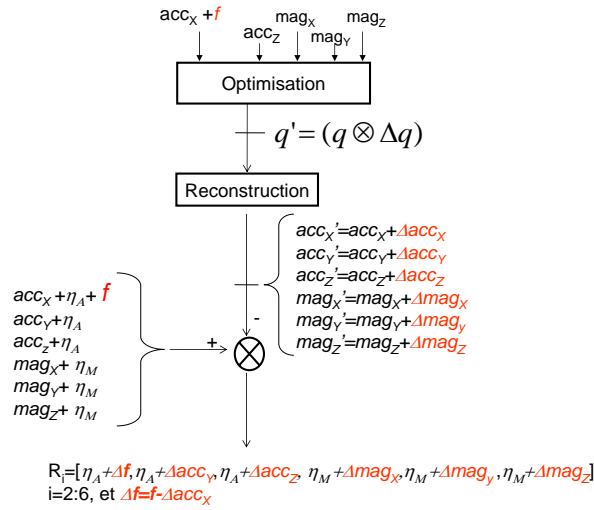 acc_X + f
acc_Z
mag_X
mag_Y
mag_Z
Optimisation
q' = (q ⊗ Δq)
Reconstruction
acc_X'=acc_X+Δacc_X
acc_Y'=acc_Y+Δacc_Y
acc_Z'=acc_Z+Δacc_Z
mag_X'=mag_X+Δmag_X
mag_Y'=mag_Y+Δmag_y
mag_Z'=mag_Z+Δmag_Z
acc_X +η_A+ f
acc_Y+η_A
acc_z+η_A
mag_X+ η_M
mag_Y+ η_M
mag_Z+ η_M
+
-
R_i=[η_A+Δf,η_A+Δacc_Y,η_A+Δacc_Z, η_M+Δmag_X,η_M+Δmag_y,η_M+Δmag_Z]
i=2:6, et Δf=f-Δacc_X